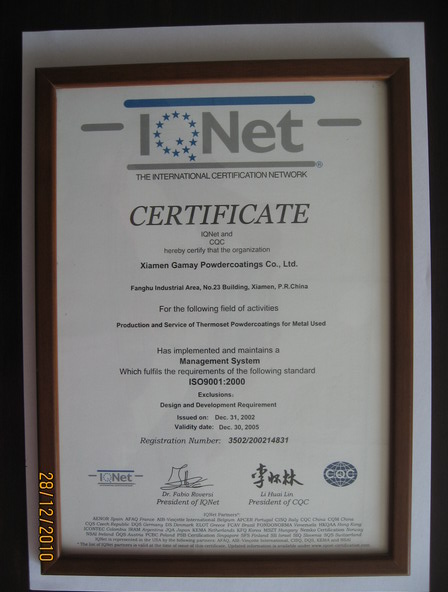 IQNet
®
THE INTERNATIONAL CERTIFICATION NETWORK
CERTIFICATE
IQNet and
CQC
hereby certify that the organization
Xiamen Gamay Powdercoatings Co., Ltd.
Fanghu Industrial Area, No.23 Building, Xiamen, P.R.China
For the following field of activities
Production and Service of Thermoset Powdercoatings for Metal Used
Has implemented and maintains a
Management System
Which fulfils the requirements of the following standard
ISO9001:2000
Exclusions:
Design and Development Requirement
Issued on: Dec. 31, 2002
Validity date: Dec. 30, 2005
Registration Number: 3502/200214831
IQNet
李怀林
CQC
Dr. Fabio Roversi Li Huai Lin
President of IQNet President of CQC
IQNet Partners*:
28/12/2010